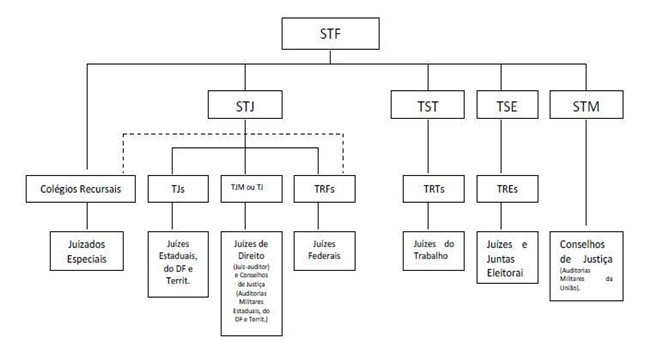 STF
STJ
TST
TSE
STM
Colégios Recursais
TJs
TJM ou TJ
TRFs
TRTs
TREs
Juizados
Especiais
Juízes
Estaduais,
do DF e
Territ.
Juízes de
Direito
(Juiz-auditor)
e Conselhos
de Justiça
(Auditorias
Militares
Estaduais, do
DF e Territ.)
Juízes
Federais
Juízes do
Trabalho
Juízes e
Juntas
Eleitorai
Conselhos
de Justiça
(Auditorias
Militares da
União).